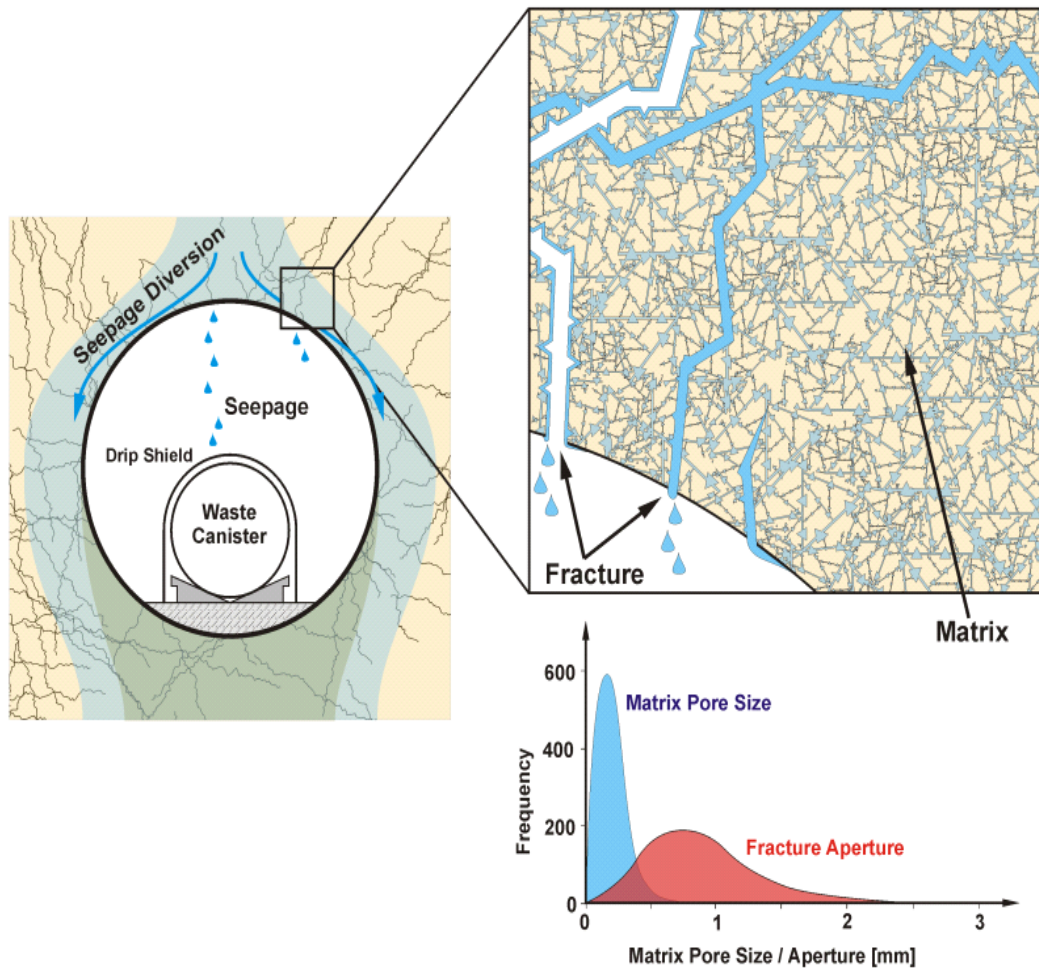 Seepage Diversion
Seepage
Drip Shield
Waste
Canister
Fracture
Matrix
600
400
200
0
Frequency
Matrix Pore Size
Fracture Aperture
0
1
2
3
Matrix Pore Size / Aperture [mm]